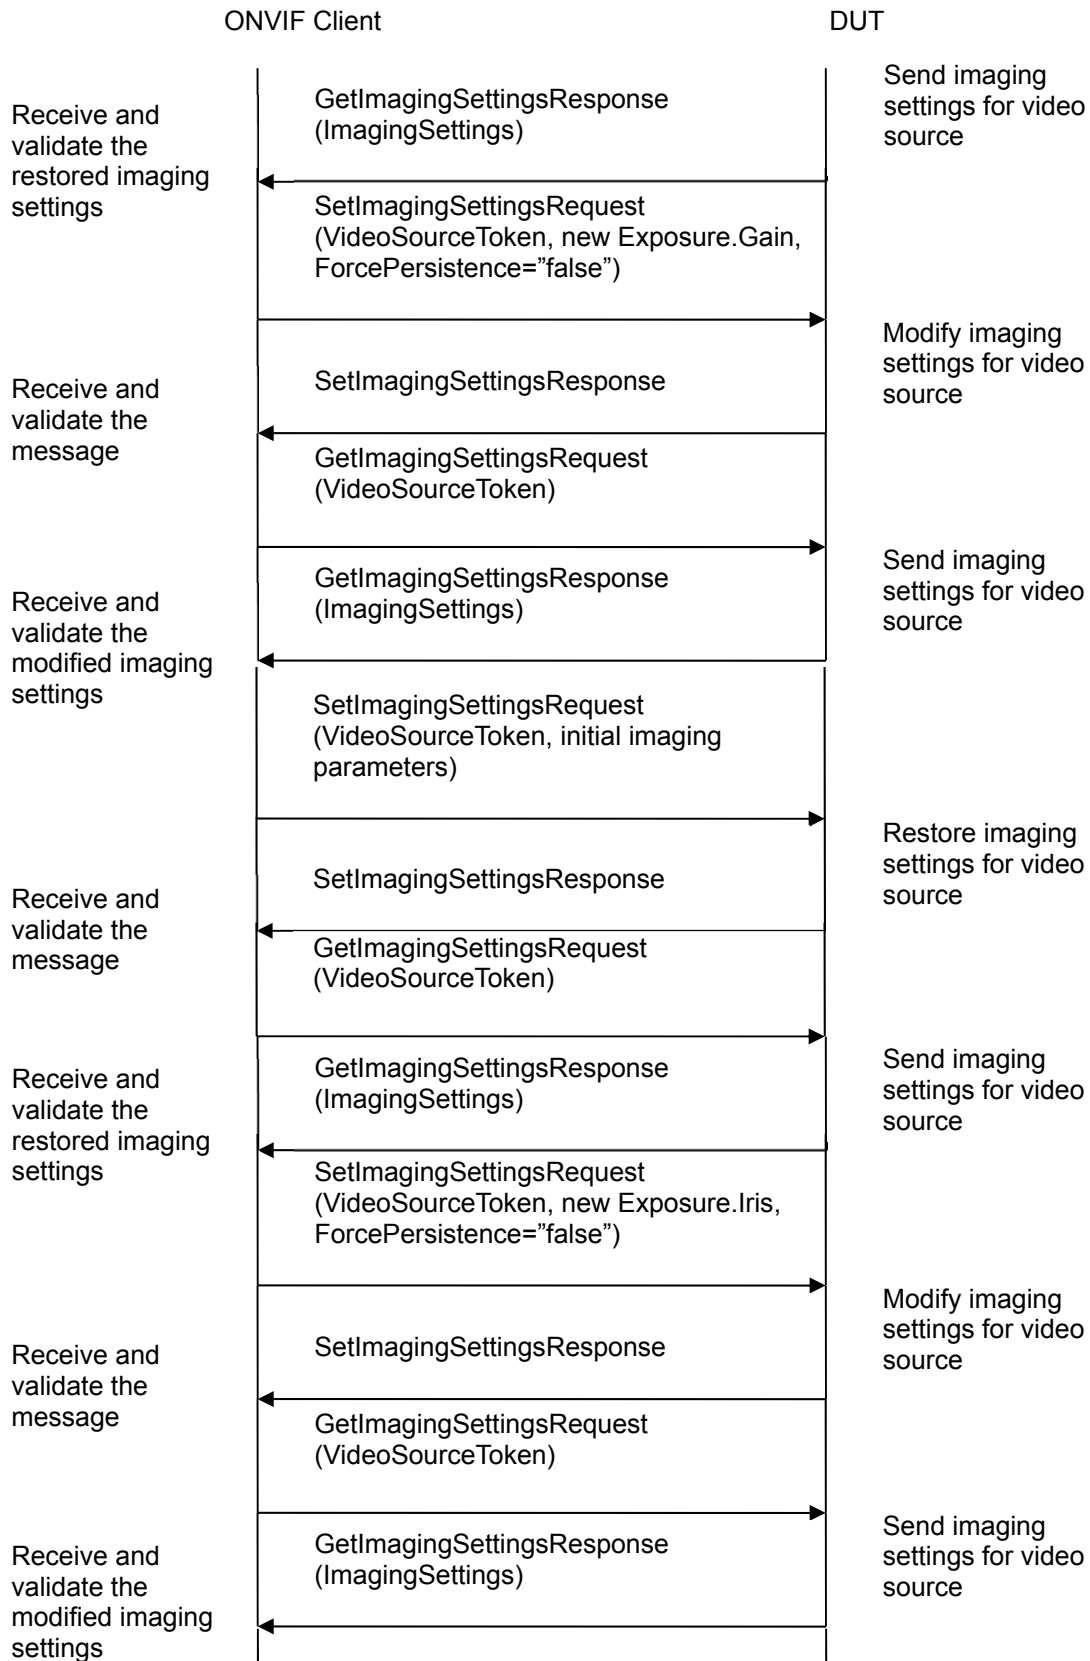 ONVIF Client
DUT
Send imaging
settings for video
source
GetImagingSettingsResponse
(ImagingSettings)
Receive and
validate the
restored imaging
settings
SetImagingSettingsRequest
(VideoSourceToken, new Exposure.Gain,
ForcePersistence=”false”)
Modify imaging
settings for video
source
SetImagingSettingsResponse
Receive and
validate the
message
GetImagingSettingsRequest
(VideoSourceToken)
Send imaging
settings for video
source
GetImagingSettingsResponse
(ImagingSettings)
Receive and
validate the
modified imaging
settings
SetImagingSettingsRequest
(VideoSourceToken, initial imaging
parameters)
Restore imaging
settings for video
source
SetImagingSettingsResponse
Receive and
validate the
message
GetImagingSettingsRequest
(VideoSourceToken)
Send imaging
settings for video
source
GetImagingSettingsResponse
(ImagingSettings)
Receive and
validate the
restored imaging
settings
SetImagingSettingsRequest
(VideoSourceToken, new Exposure.Iris,
ForcePersistence=”false”)
Modify imaging
settings for video
source
SetImagingSettingsResponse
Receive and
validate the
message
GetImagingSettingsRequest
(VideoSourceToken)
Send imaging
settings for video
source
GetImagingSettingsResponse
(ImagingSettings)
Receive and
validate the
modified imaging
settings